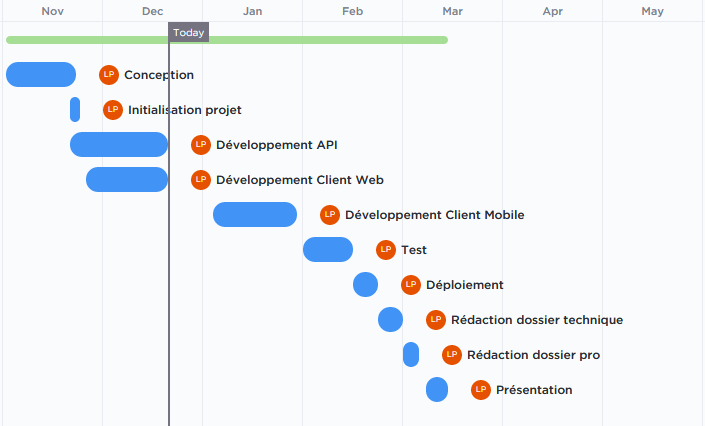 Nov Dec Jan Feb Mar Apr May
Today
LP Conception
LP Initialisation projet
LP Développement API
LP Développement Client Web
LP Développement Client Mobile
LP Test
LP Déploiement
LP Rédaction dossier technique
LP Rédaction dossier pro
LP Présentation